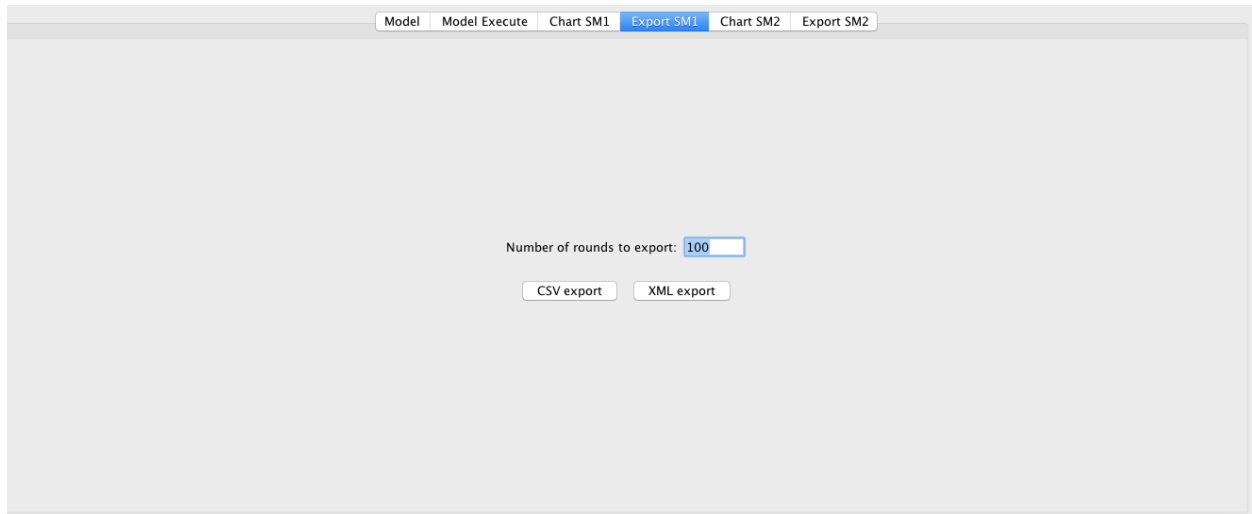 Model Model Execute Chart SM1 Export SM1 Chart SM2 Export SM2
Number of rounds to export: 100
CSV export XML export